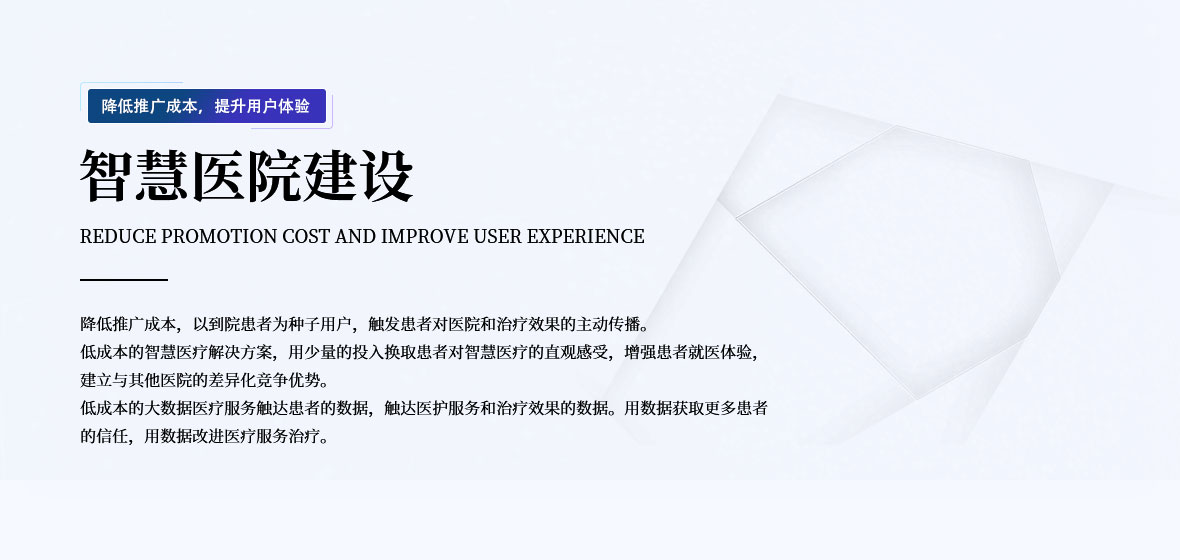 降低推广成本，提升用户体验
智慧医院建设
REDUCE PROMOTION COST AND IMPROVE USER EXPERIENCE
降低推广成本，以到院患者为种子用户，触发患者对医院和治疗效果的主动传播。
低成本的智慧医疗解决方案，用少量的投入换取患者对智慧医疗的直观感受，增强患者就医体验，
建立与其他医院的差异化竞争优势。
低成本的大数据医疗服务触达患者的数据，触达医护服务和治疗效果的数据。用数据获取更多患者
的信任，用数据改进医疗服务治疗。